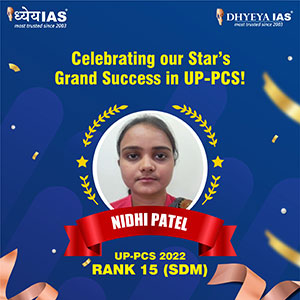 ध्येय IAS
most trusted since 2003
DHYEYA IAS
most trusted since 2003
Celebrating our Star's
Grand Success in UP-PCS!
NIDHI PATEL
UP-PCS 2022
RANK 15 (SDM)